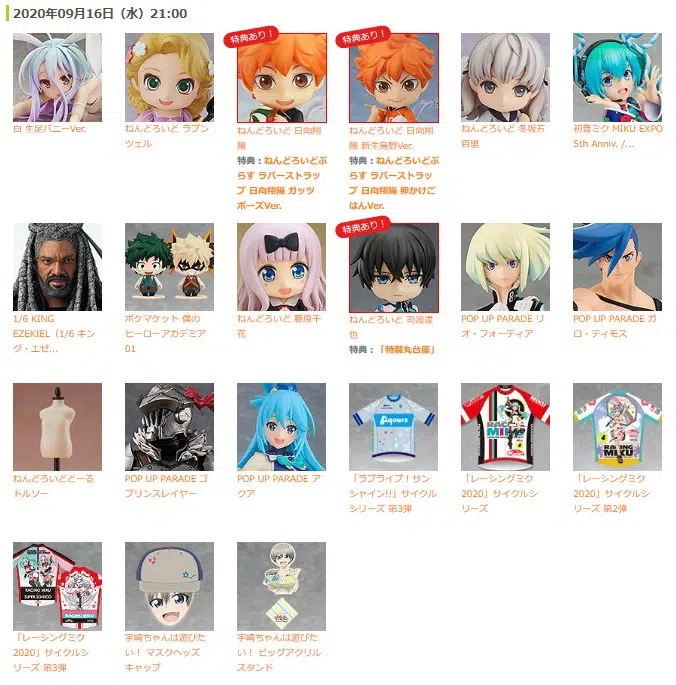 2020年09月16日（水）21:00
特典あり！
特典あり！
白 生足バニーVer.
ねんどろいど ラプン
ツェル
ねんどろいど 日向翔
陽
特典：ねんどろいどぷ
らす ラバーストラッ
プ 日向翔陽 ガッツ
ポーズVer.
ねんどろいど 日向翔
陽 新生烏野Ver.
特典：ねんどろいどぷ
らす ラバーストラッ
プ 日向翔陽 卵かけご
はんVer.
ねんどろいど 冬坂五
百里
初音ミク MIKU EXPO
5th Anniv. /...
特典あり！
1/6 KING
EZEKIEL（1/6 キン
グ・エゼ...
ポケマケット 僕の
ヒーローアカデミア
01
ねんどろいど 藤原千
花
ねんどろいど 司波達
也
特典：「特製丸台座」
POP UP PARADE リ
オ・フォーティア
POP UP PARADE ガ
ロ・ティモス
Aqours
RACING
MIKU
RACING
MIKU
ねんどろいどどーる
トルソー
POP UP PARADE ゴ
ブリンスレイヤー
POP UP PARADE ア
クア
「ラブライブ！サン
シャイン!!」サイクル
シリーズ 第3弾
「レーシングミク
2020」サイクルシ
リーズ
「レーシングミク
2020」サイクルシ
リーズ 第2弾
RACING MIKU
SUPER SONICO
「レーシングミク
2020」サイクルシ
リーズ 第3弾
宇崎ちゃんは遊びた
い！ マスクヘッズ
キャップ
宇崎ちゃんは遊びた
い！ ビッグアクリル
スタンド